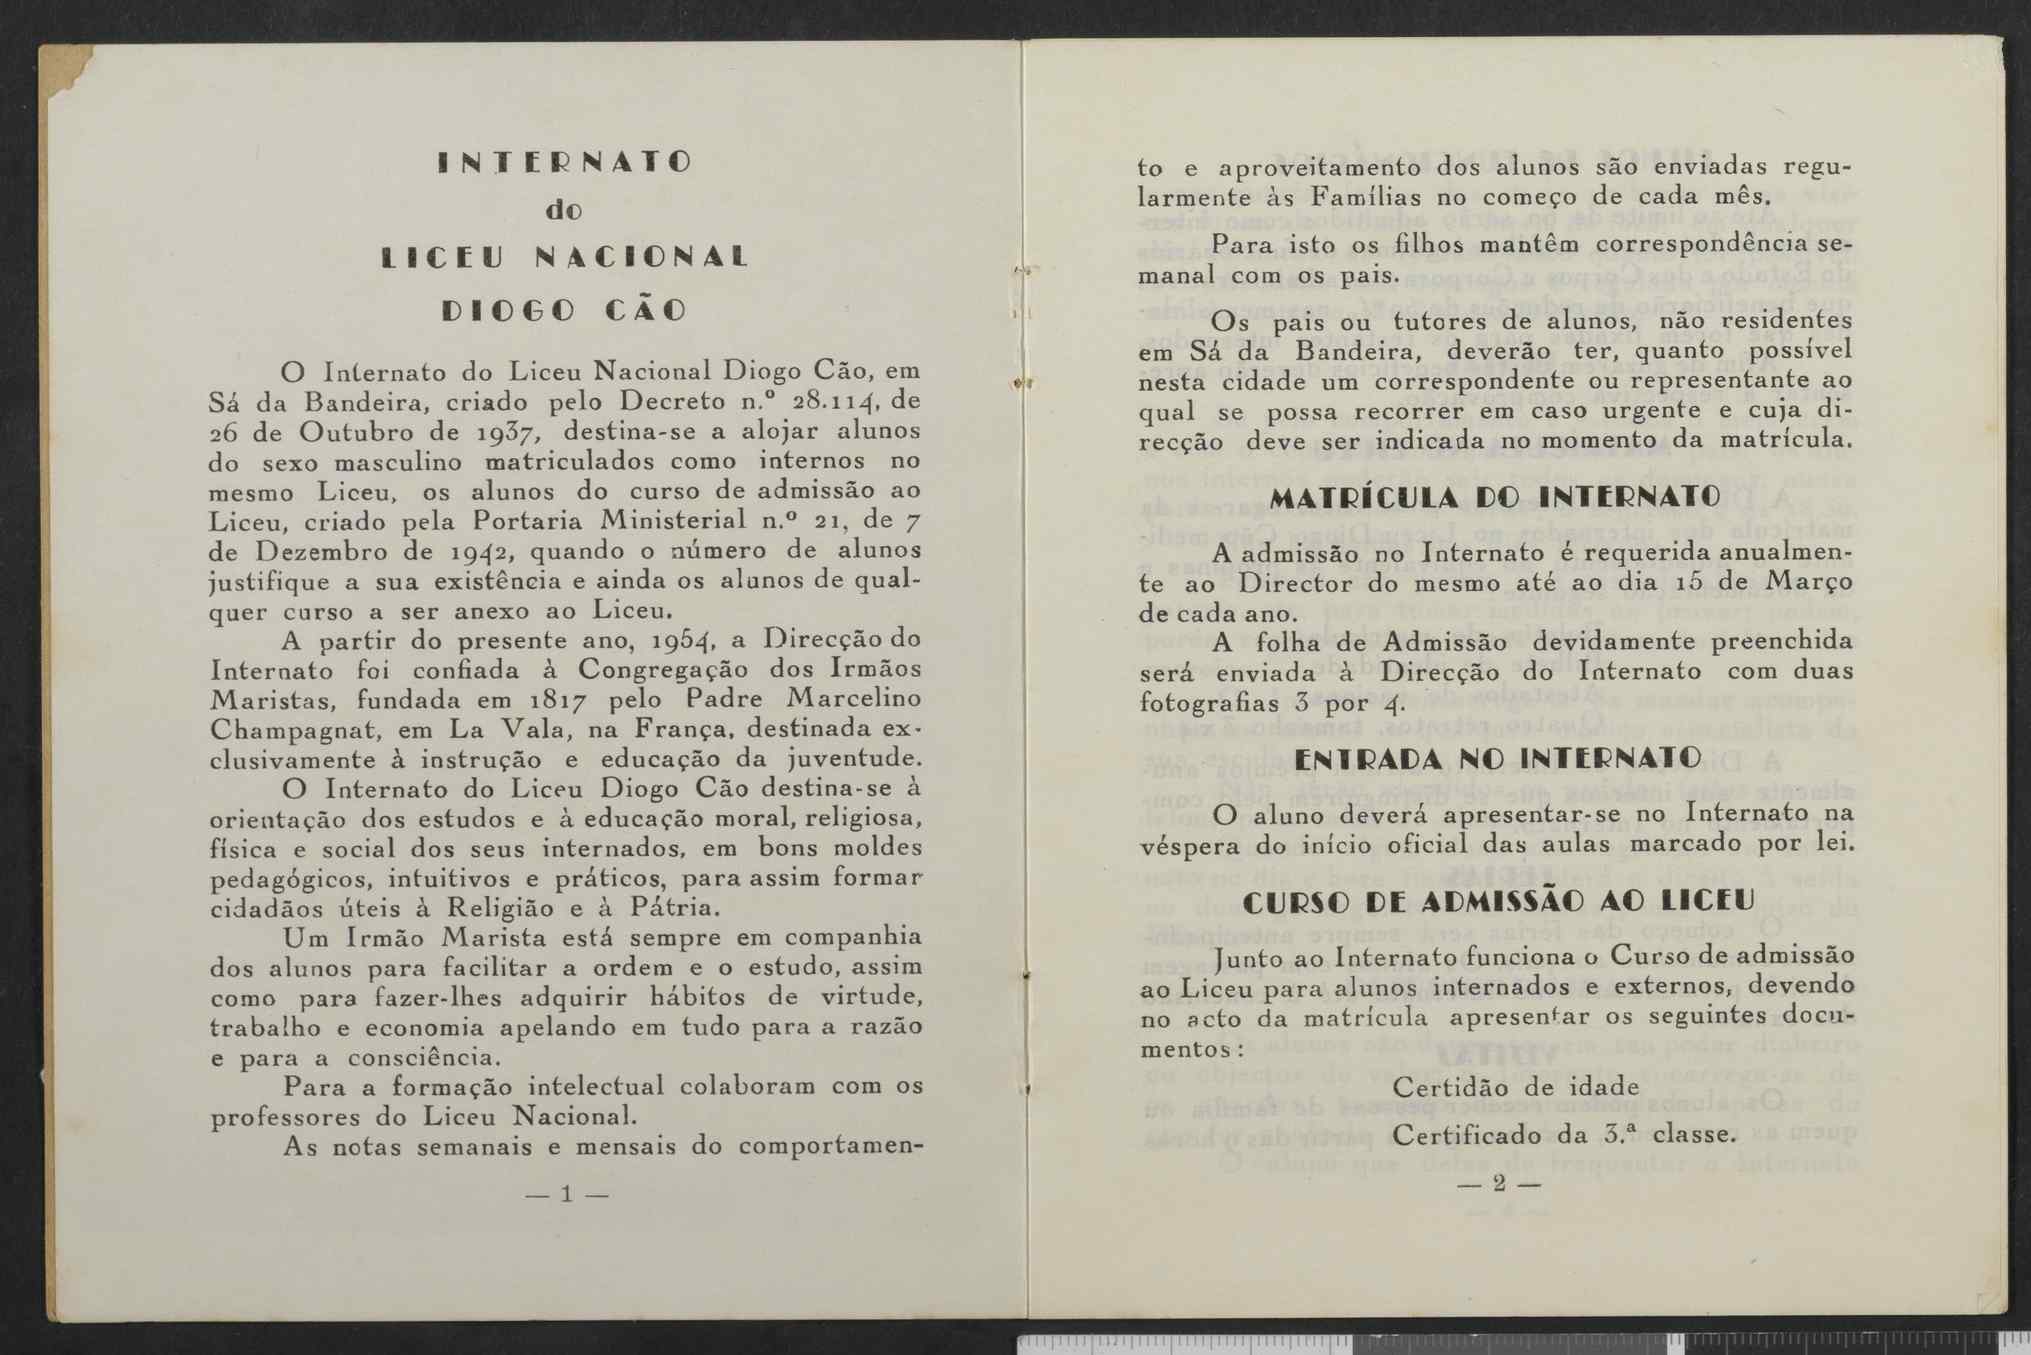 INTERNATO
do
LICEU NACIONAL
DIOGO CÃO
O Internato do Liceu Nacional Diogo Cão, em
Sá da Bandeira, criado pelo Decreto n.º 28.114, de
26 de Outubro de 1937, destina-se a alojar alunos
do sexo masculino matriculados como internos no
mesmo Liceu, os alunos do curso de admissão ao
Liceu, criado pela Portaria Ministerial n.º 21, de 7
de Dezembro de 1942, quando o número de alunos
justifique a sua existência e ainda os alunos de qual-
quer curso a ser anexo ao Liceu.
A partir do presente ano, 1954, a Direcção do
Internato foi confiada à Congregação dos Irmãos
Maristas, fundada em 1817 pelo Padre Marcelino
Champagnat, em La Vala, na França, destinada ex-
clusivamente à instrução e educação da juventude.
O Internato do Liceu Diogo Cão destina-se à
orientação dos estudos e à educação moral, religiosa,
física e social dos seus internados, em bons moldes
pedagógicos, intuitivos e práticos, para assim formar
cidadãos úteis à Religião e à Pátria.
Um Irmão Marista está sempre em companhia
dos alunos para facilitar a ordem e o estudo, assim
como para fazer-lhes adquirir hábitos de virtude,
trabalho e economia apelando em tudo para a razão
e para a consciência.
Para a formação intelectual colaboram com os
professores do Liceu Nacional.
As notas semanais e mensais do comportamen-
— 1 —
to e aproveitamento dos alunos são enviadas regu-
larmente às Famílias no começo de cada mês.
Para isto os filhos mantêm correspondência se-
manal com os pais.
Os pais ou tutores de alunos, não residentes
em Sá da Bandeira, deverão ter, quanto possível
nesta cidade um correspondente ou representante ao
qual se possa recorrer em caso urgente e cuja di-
recção deve ser indicada no momento da matrícula.
MATRÍCULA DO INTERNATO
A admissão no Internato é requerida anualmen-
te ao Director do mesmo até ao dia 15 de Março
de cada ano.
A folha de Admissão devidamente preenchida
será enviada à Direcção do Internato com duas
fotografias 3 por 4.
ENTRADA NO INTERNATO
O aluno deverá apresentar-se no Internato na
véspera do início oficial das aulas marcado por lei.
CURSO DE ADMISSÃO AO LICEU
Junto ao Internato funciona o Curso de admissão
ao Liceu para alunos internados e externos, devendo
no acto da matrícula apresentar os seguintes docu-
mentos:
Certidão de idade
Certificado da 3.ª classe.
— 2 —